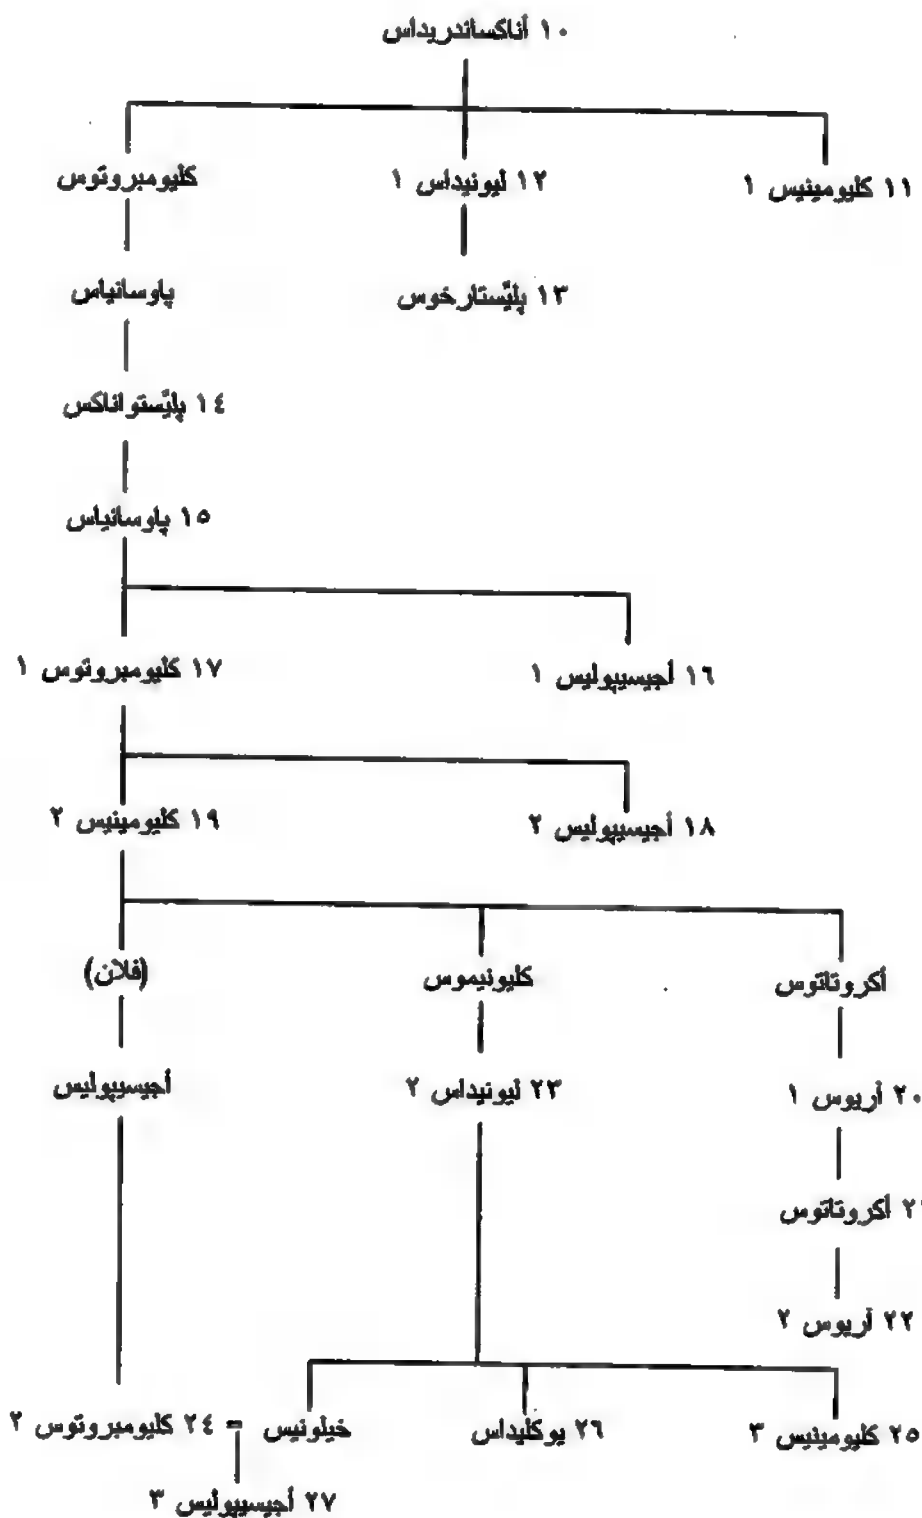 ١٠ أناكساندريداس
١١ كليومينيس ١
١٢ ليونيداس ١
كليومبروتوس
١٣ پليّستارخوس
پاوسانياس
١٤ پليّستواناكس
١٥ پاوسانياس
١٦ أجيسيپوليس ١
١٧ كليومبروتوس ١
١٨ أجيسيپوليس ٢
١٩ كليومينيس ٢
أكروتاتوس
كليونيموس
(فلان)
٢٠ آريوس ١
٢٣ ليونيداس ٢
أجيسيپوليس
أكروتاتوس
٢٢ آريوس ٢
٢٥ كليومينيس ٣
٢٦ يوكليداس
خيلونيس
= ٢٤ كليومبروتوس ٢
٢٧ أجيسيپوليس ٣